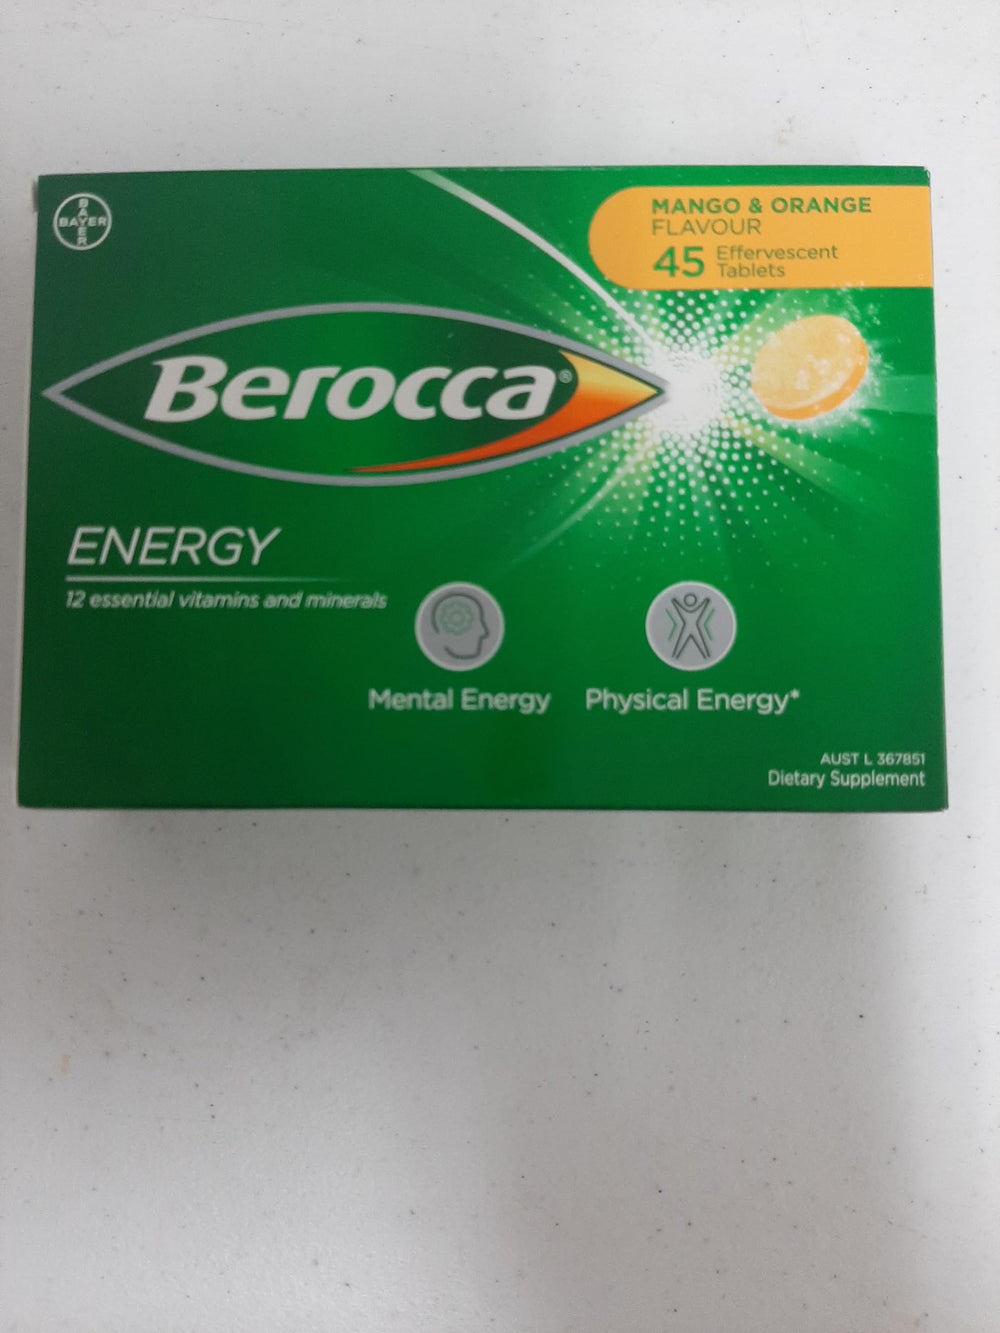 BAYER
BAYER
MANGO & ORANGE
FLAVOUR
45 Effervescent
Tablets
Berocca®
ENERGY
12 essential vitamins and minerals
Mental Energy
Physical Energy*
AUST L 367851
Dietary Supplement